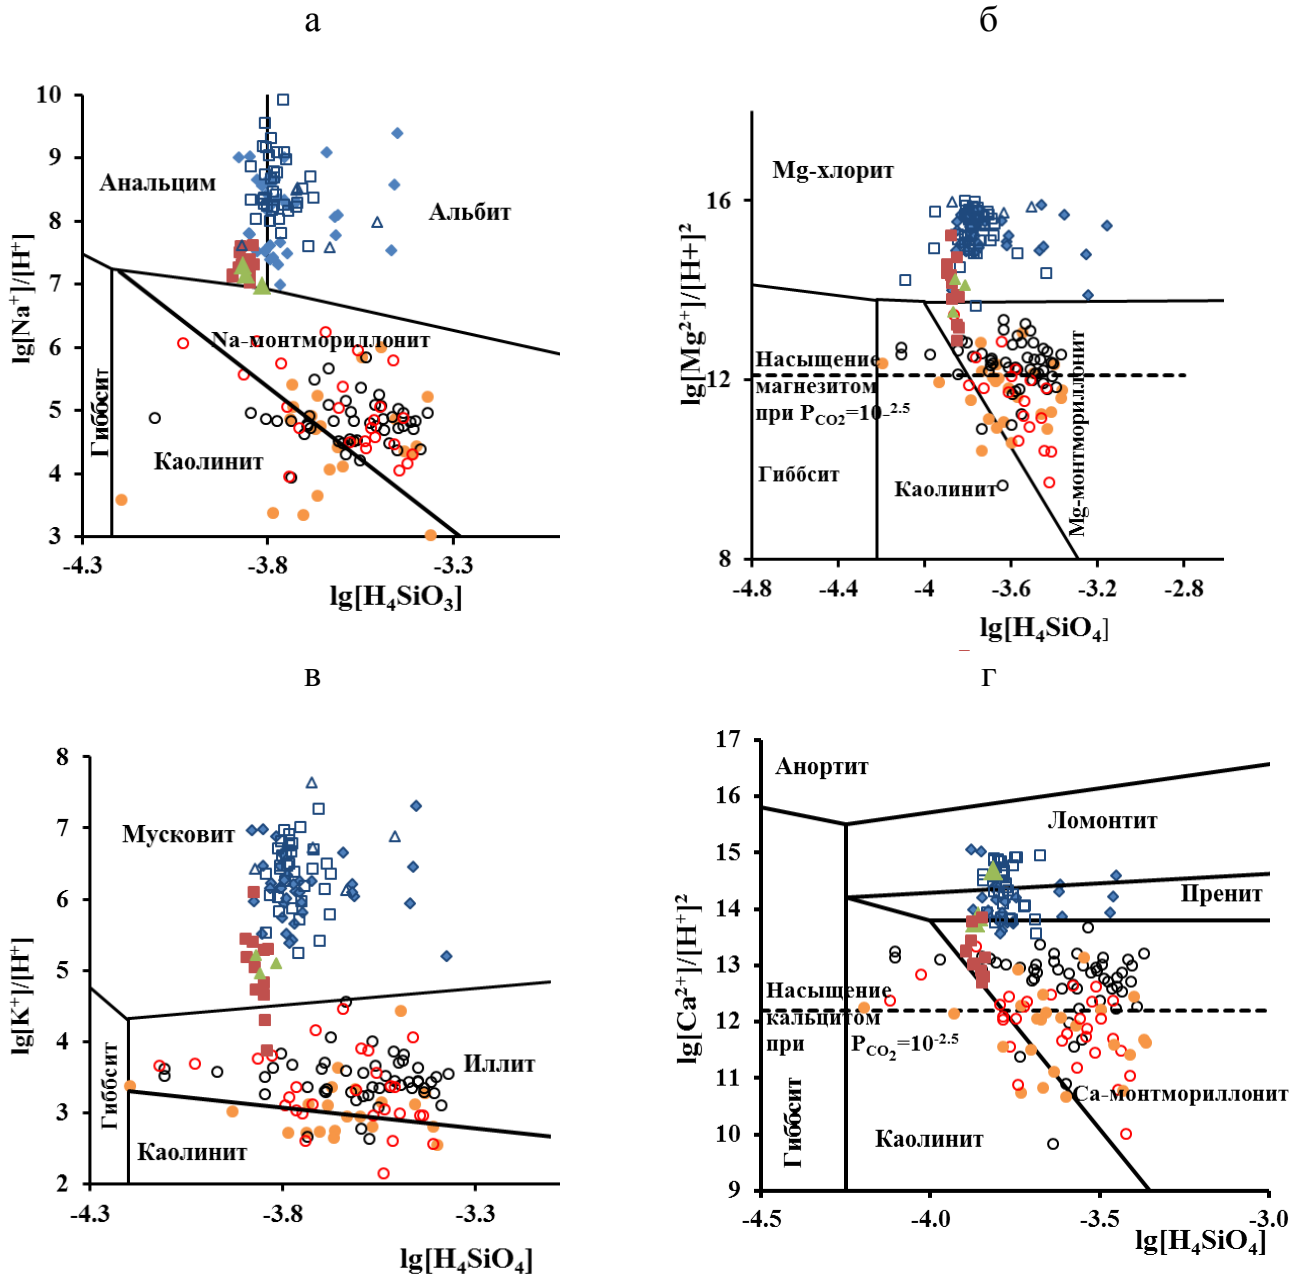 а
10
9
8
7
6
5
4
3
-4.3
-3.8
-3.3
lg[Na⁺]/[H⁺]
lg[H₄SiO₃]
Анальцим
Альбит
Na-монтмориллонит
Гиббсит
Каолинит
б
16
12
8
-4.8
-4.4
-4
-3.6
-3.2
-2.8
lg[Mg²⁺]/[H+]²
lg[H₄SiO₄]
Mg-хлорит
Насыщение
магнезитом
при P_CO2=10⁻²·⁵
Гиббсит
Каолинит
Mg-монтмориллонит
в
8
7
6
5
4
3
2
-4.3
-3.8
-3.3
lg[K⁺]/[H⁺]
lg[H₄SiO₄]
Мусковит
Иллит
Гиббсит
Каолинит
г
17
16
15
14
13
12
11
10
9
-4.5
-4.0
-3.5
-3.0
lg[Ca²⁺]/[H⁺]²
lg[H₄SiO₄]
Анортит
Ломонтит
Пренит
Насыщение
кальцитом
при P_CO2=10⁻²·⁵
Ca-монтмориллонит
Гиббсит
Каолинит